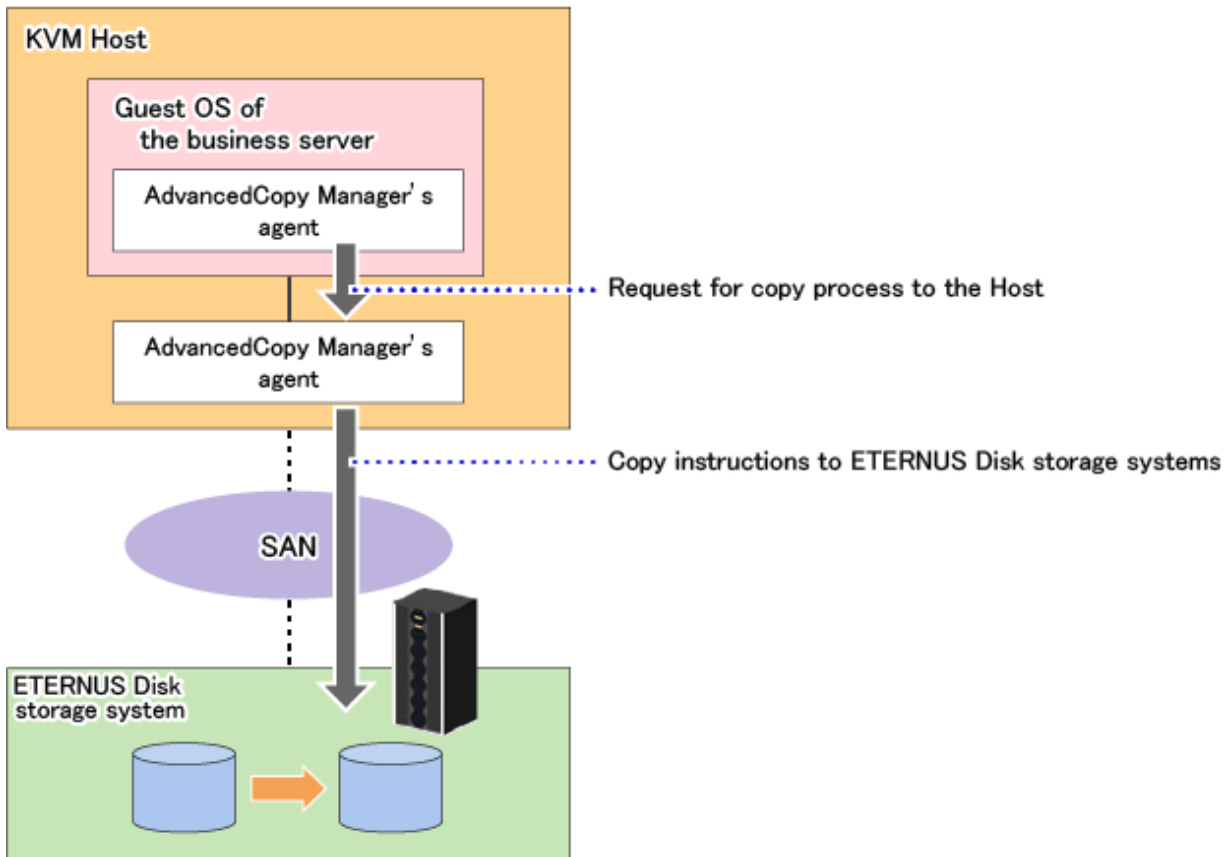 KVM Host
Guest OS of
the business server
AdvancedCopy Manager's
agent
Request for copy process to the Host
AdvancedCopy Manager's
agent
Copy instructions to ETERNUS Disk storage systems
SAN
ETERNUS Disk
storage system